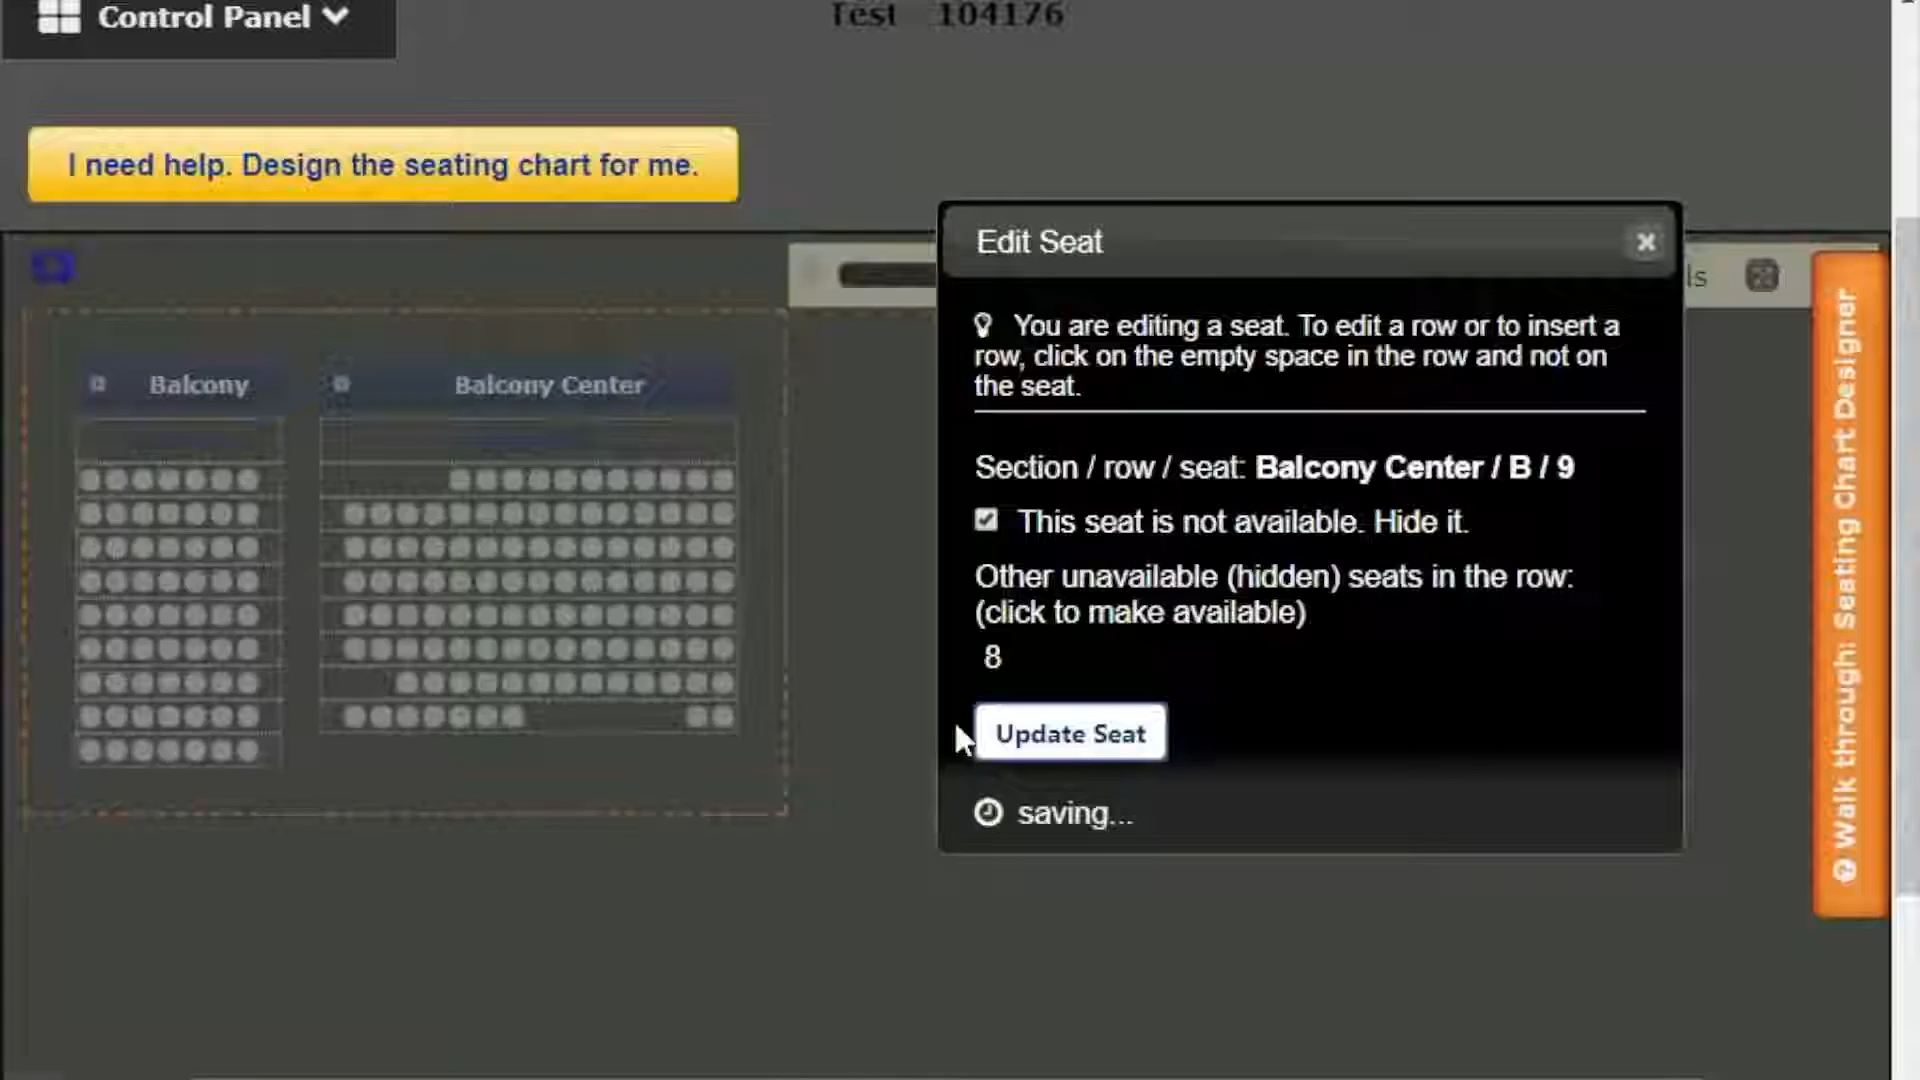 Control Panel
Test 104176
I need help. Design the seating chart for me.
Edit Seat
ls
You are editing a seat. To edit a row or to insert a
row, click on the empty space in the row and not on
the seat.
Balcony
Balcony Center
Section / row / seat: Balcony Center / B / 9
This seat is not available. Hide it.
Other unavailable (hidden) seats in the row:
(click to make available)
8
Update Seat
saving...
Walk through: Seating Chart Designer